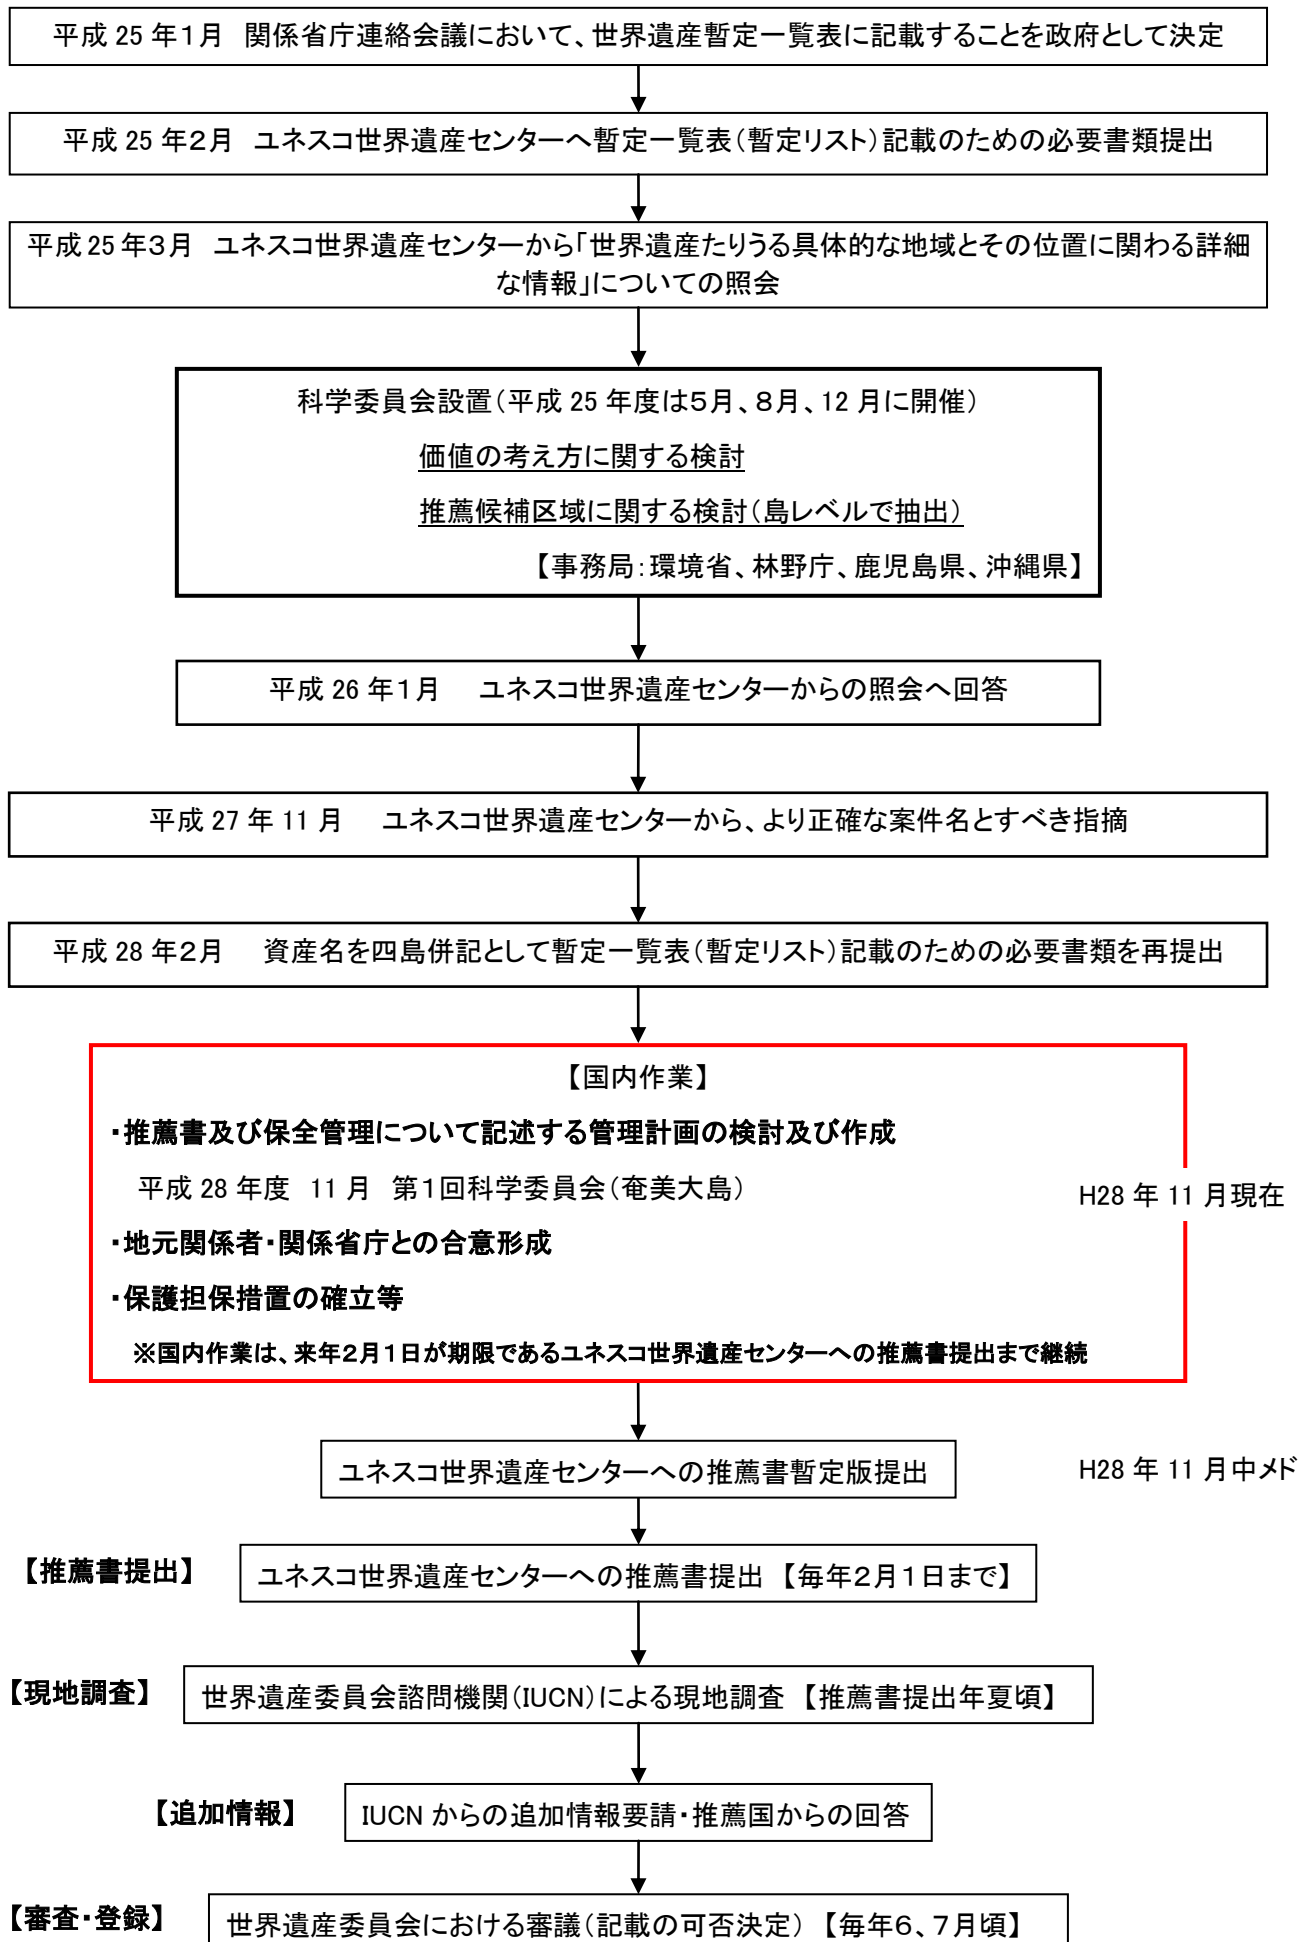 平成 25 年１月　関係省庁連絡会議において、世界遺産暫定一覧表に記載することを政府として決定
平成 25 年２月　ユネスコ世界遺産センターへ暫定一覧表（暫定リスト）記載のための必要書類提出
平成 25 年３月　ユネスコ世界遺産センターから「世界遺産たりうる具体的な地域とその位置に関わる詳細
な情報」についての照会
科学委員会設置（平成 25 年度は５月、８月、12 月に開催）
価値の考え方に関する検討
推薦候補区域に関する検討（島レベルで抽出）
【事務局：環境省、林野庁、鹿児島県、沖縄県】
平成 26 年１月　ユネスコ世界遺産センターからの照会へ回答
平成 27 年 11 月　ユネスコ世界遺産センターから、より正確な案件名とすべき指摘
平成 28 年２月　資産名を四島併記として暫定一覧表（暫定リスト）記載のための必要書類を再提出
【国内作業】
・推薦書及び保全管理について記述する管理計画の検討及び作成
平成 28 年度　11 月　第１回科学委員会（奄美大島）
H28 年 11 月現在
・地元関係者・関係省庁との合意形成
・保護担保措置の確立等
※国内作業は、来年２月１日が期限であるユネスコ世界遺産センターへの推薦書提出まで継続
ユネスコ世界遺産センターへの推薦書暫定版提出
H28 年 11 月中メド
【推薦書提出】
ユネスコ世界遺産センターへの推薦書提出　【毎年２月１日まで】
【現地調査】
世界遺産委員会諮問機関（IUCN）による現地調査　【推薦書提出年夏頃】
【追加情報】
IUCN からの追加情報要請・推薦国からの回答
【審査・登録】
世界遺産委員会における審議（記載の可否決定）　【毎年６、７月頃】